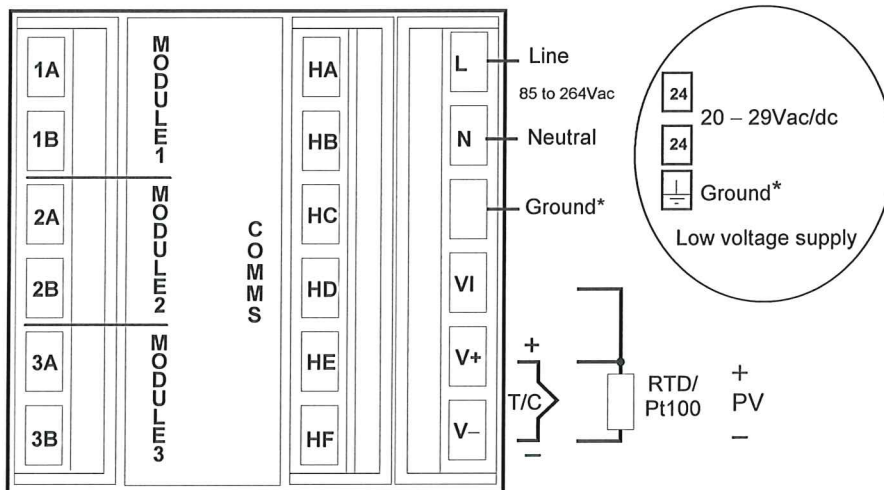 1A
1B
2A
2B
3A
3B
MODULE1
MODULE2
MODULE3
COMMS
HA
HB
HC
HD
HE
HF
L
N
VI
V+
V−
Line
85 to 264Vac
Neutral
Ground*
24
24
20 – 29Vac/dc
Ground*
Low voltage supply
+
T/C
−
RTD/
Pt100
+
PV
−